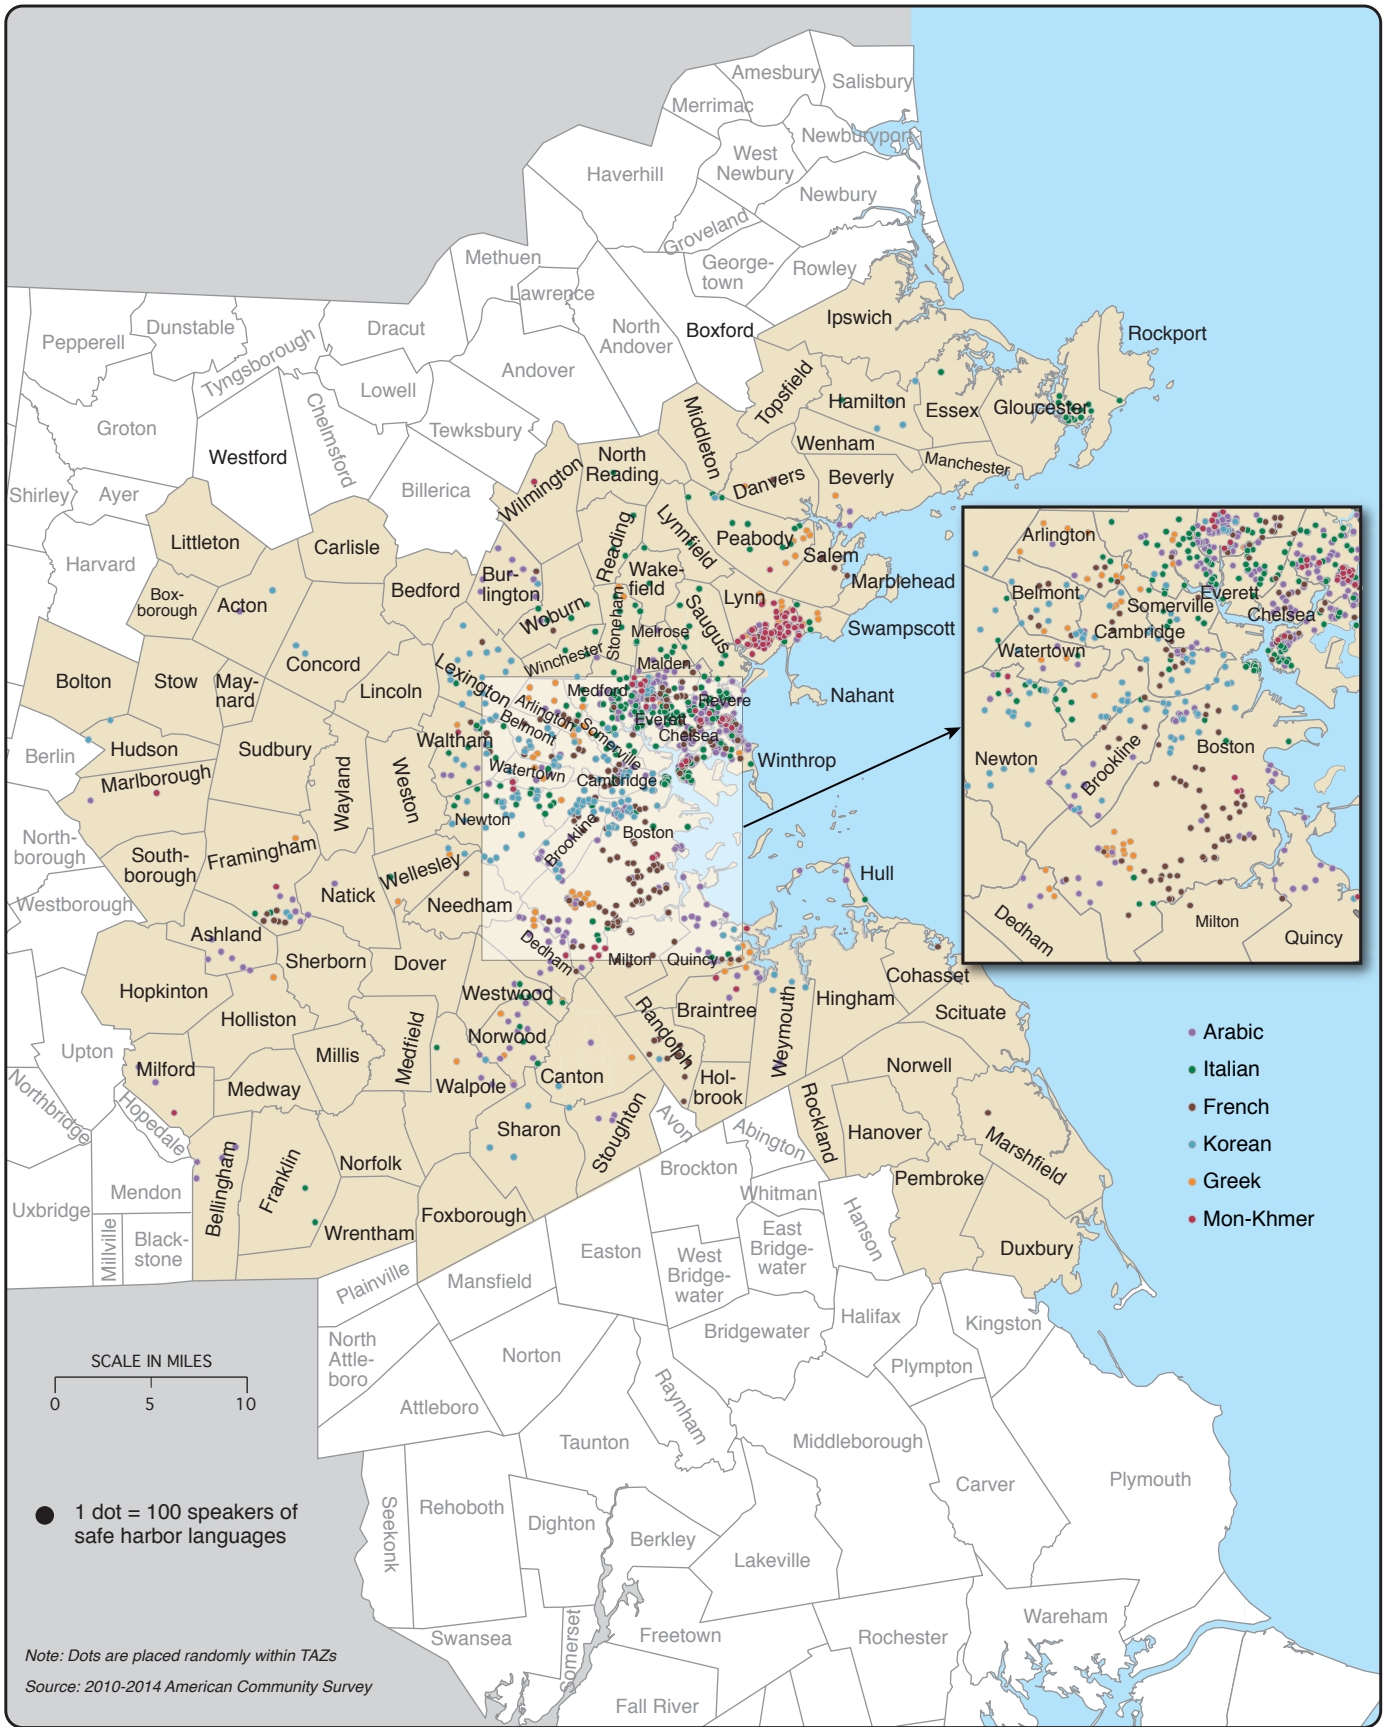 Amesbury
Salisbury
Merrimac
Newburyport
West
Newbury
Haverhill
Newbury
Groveland
Methuen
George-
town
Rowley
Lawrence
Ipswich
Dunstable
Dracut
North
Andover
Boxford
Rockport
Pepperell
Tyngsborough
Andover
Lowell
Topsfield
Hamilton
Essex
Gloucester
Groton
Chelmsford
Tewksbury
Middleton
Wenham
Westford
North
Reading
Manchester
Wilmington
Danvers
Beverly
Shirley
Ayer
Billerica
Littleton
Carlisle
Reading
Lynnfield
Peabody
Salem
Harvard
Bur-
lington
Wake-
field
Marblehead
Box-
borough
Acton
Bedford
Woburn
Stoneham
Lynn
Saugus
Swampscott
Melrose
Winchester
Concord
Malden
Lexington
Bolton
Stow
May-
nard
Lincoln
Medford
Revere
Nahant
Arlington
Everett
Belmont
Somerville
Chelsea
Waltham
Berlin
Hudson
Sudbury
Winthrop
Marlborough
Wayland
Weston
Watertown
Cambridge
Newton
Boston
Brookline
North-
borough
South-
borough
Framingham
Wellesley
Hull
Natick
Needham
Westborough
Ashland
Dedham
Milton
Quincy
Sherborn
Dover
Cohasset
Hopkinton
Westwood
Hingham
Braintree
Weymouth
Scituate
Holliston
Randolph
Norwood
Medfield
Upton
Millis
Norwell
Milford
Medway
Walpole
Canton
Hol-
brook
Northbridge
Hopedale
Rockland
Avon
Abington
Hanover
Sharon
Stoughton
Marshfield
Bellingham
Franklin
Norfolk
Brockton
Pembroke
Mendon
Whitman
Uxbridge
Foxborough
Hanson
Wrentham
Millville
Black-
stone
Easton
West
Bridge-
water
East
Bridge-
water
Duxbury
Plainville
Mansfield
Halifax
Kingston
North
Attle-
boro
Norton
Bridgewater
Plympton
Raynham
Attleboro
Taunton
Middleborough
Carver
Plymouth
Seekonk
Rehoboth
Dighton
Berkley
Lakeville
Somerset
Wareham
Swansea
Freetown
Rochester
Fall River
Arlington
Belmont
Everett
Somerville
Chelsea
Cambridge
Watertown
Newton
Brookline
Boston
Dedham
Milton
Quincy
Arabic
Italian
French
Korean
Greek
Mon-Khmer
SCALE IN MILES
0 5 10
1 dot = 100 speakers of
safe harbor languages
Note: Dots are placed randomly within TAZs
Source: 2010-2014 American Community Survey